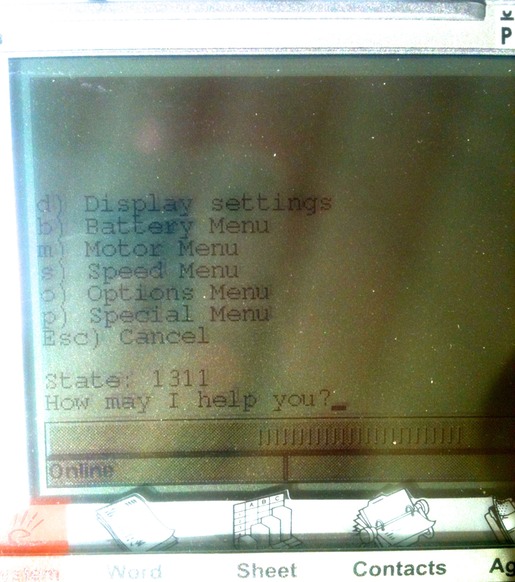 P
d) Display settings
b) Battery Menu
m) Motor Menu
s) Speed Menu
o) Options Menu
p) Special Menu
Esc) Cancel
State: 1311
How may I help you?_
Online
Word
Sheet
Contacts
Ag